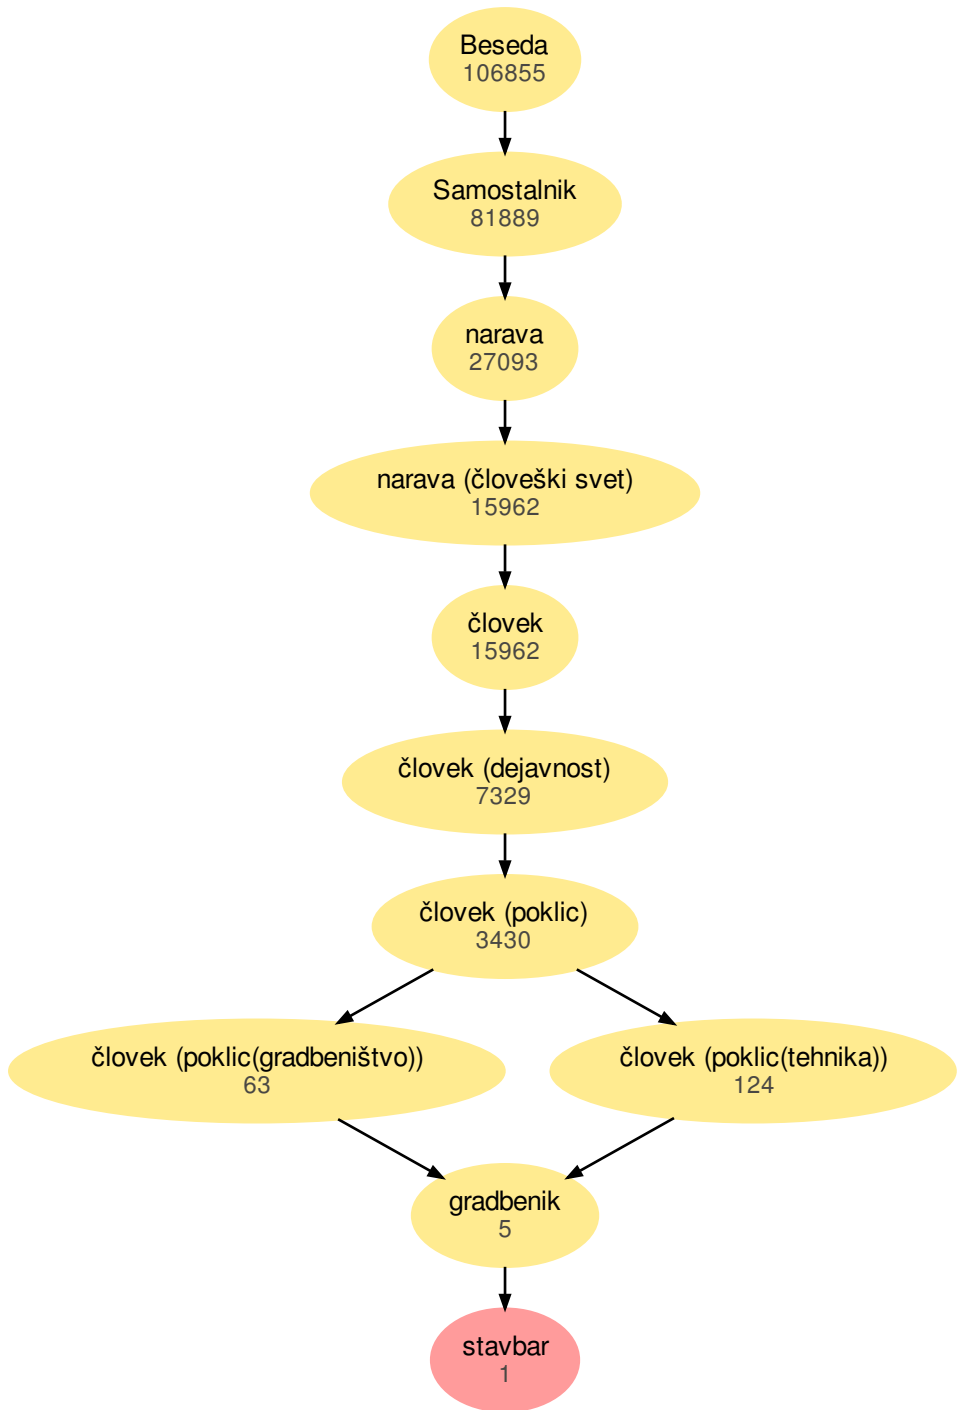 Beseda
106855
Samostalnik
81889
narava
27093
narava (človeški svet)
15962
človek
15962
človek (dejavnost)
7329
človek (poklic)
3430
človek (poklic(gradbeništvo))
63
človek (poklic(tehnika))
124
gradbenik
5
stavbar
1